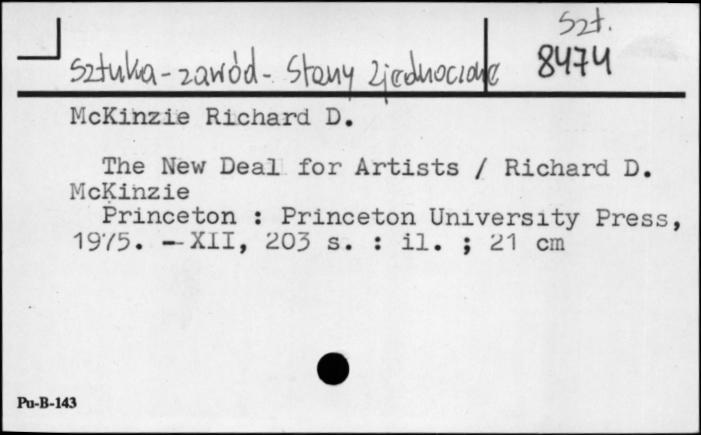 Szt.
8474
Sztuka - zawód - Stany Zjednoczone
McKinzie Richard D.
The New Deal for Artists / Richard D.
McKinzie
Princeton : Princeton University Press,
1975. — XII, 203 s. : il. ; 21 cm
Pu-B-143